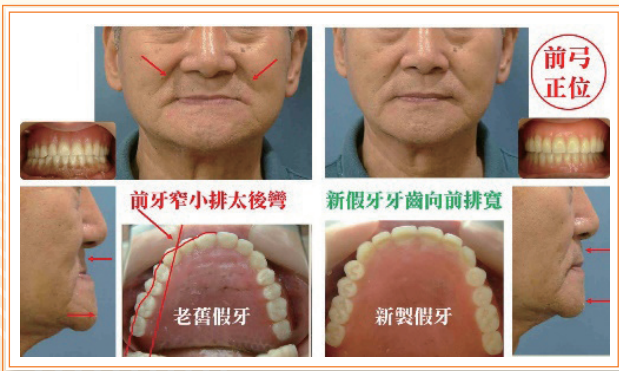 前弓
正位
前牙窄小排太後彎
新假牙牙齒向前排寬
老舊假牙
新製假牙